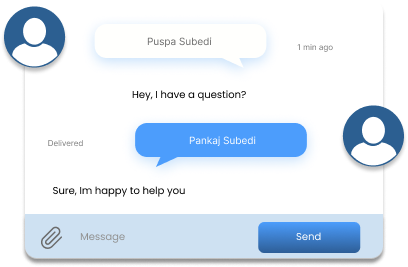 Puspa Subedi
1 min ago
Hey, I have a question?
Delivered
Pankaj Subedi
Sure, Im happy to help you
Message
Send